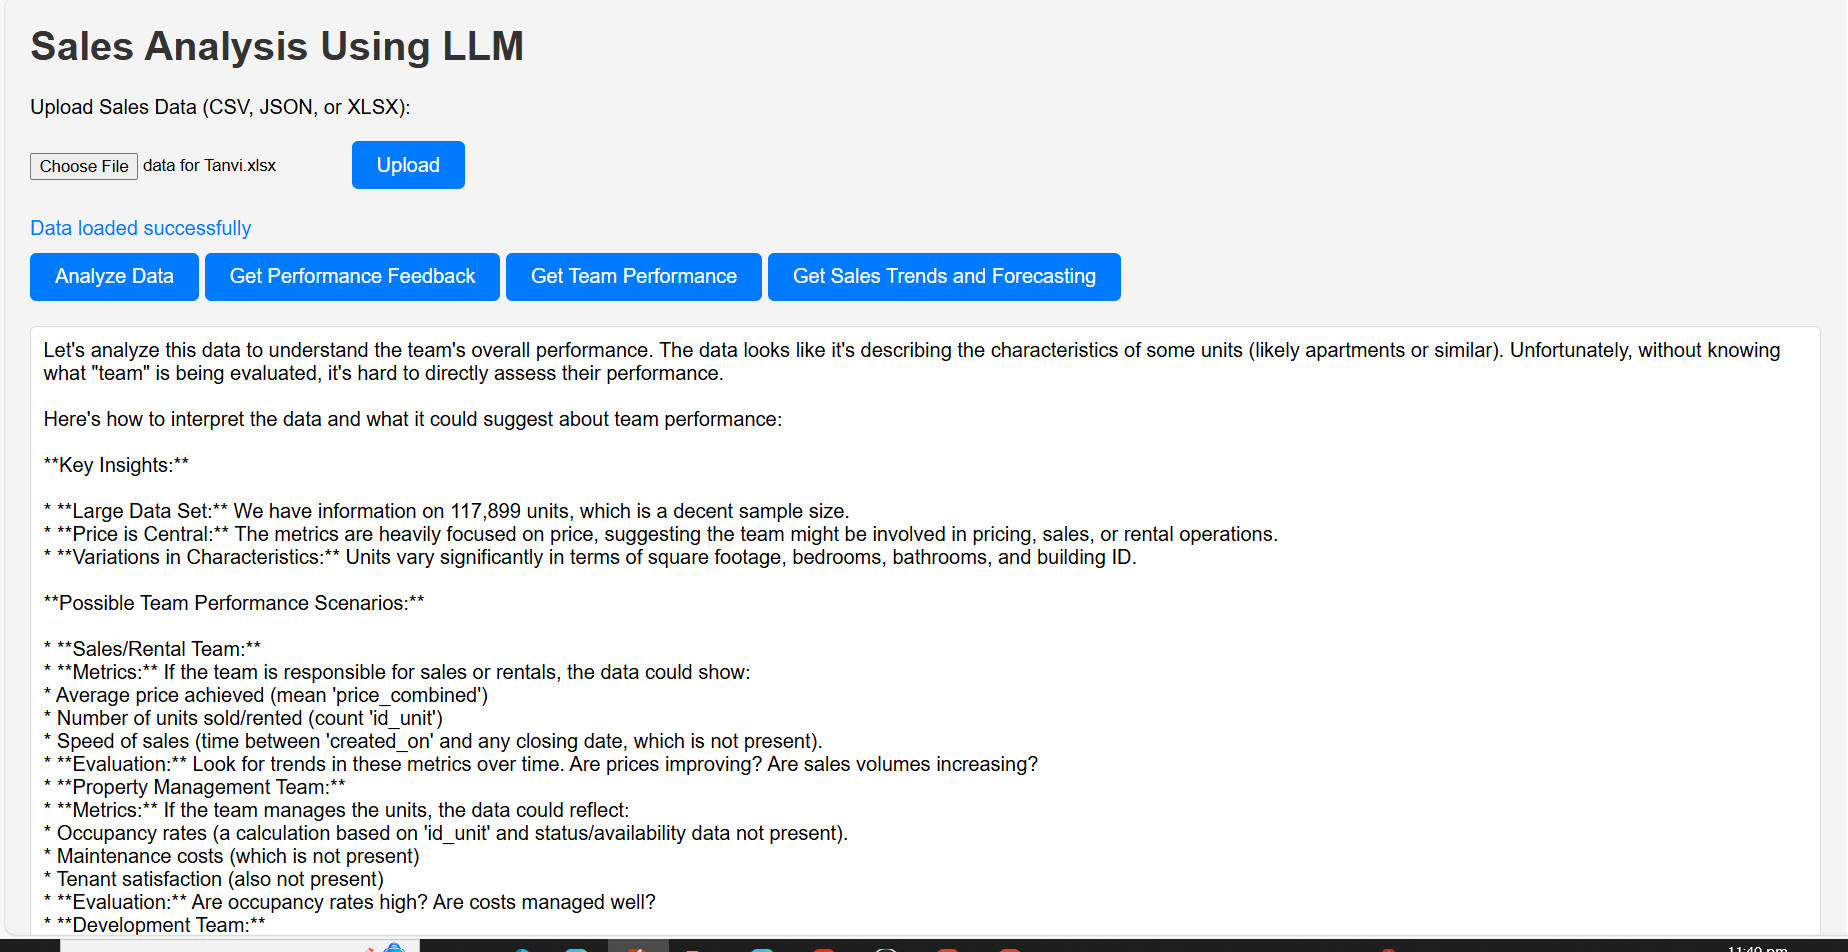 Sales Analysis Using LLM
Upload Sales Data (CSV, JSON, or XLSX):
Choose File data for Tanvi.xlsx Upload
Data loaded successfully
Analyze Data Get Performance Feedback Get Team Performance Get Sales Trends and Forecasting
Let's analyze this data to understand the team's overall performance. The data looks like it's describing the characteristics of some units (likely apartments or similar). Unfortunately, without knowing
what "team" is being evaluated, it's hard to directly assess their performance.
Here's how to interpret the data and what it could suggest about team performance:
**Key Insights:**
* **Large Data Set:** We have information on 117,899 units, which is a decent sample size.
* **Price is Central:** The metrics are heavily focused on price, suggesting the team might be involved in pricing, sales, or rental operations.
* **Variations in Characteristics:** Units vary significantly in terms of square footage, bedrooms, bathrooms, and building ID.
**Possible Team Performance Scenarios:**
* **Sales/Rental Team:**
* **Metrics:** If the team is responsible for sales or rentals, the data could show:
* Average price achieved (mean 'price_combined')
* Number of units sold/rented (count 'id_unit')
* Speed of sales (time between 'created_on' and any closing date, which is not present).
* **Evaluation:** Look for trends in these metrics over time. Are prices improving? Are sales volumes increasing?
* **Property Management Team:**
* **Metrics:** If the team manages the units, the data could reflect:
* Occupancy rates (a calculation based on 'id_unit' and status/availability data not present).
* Maintenance costs (which is not present)
* Tenant satisfaction (also not present)
* **Evaluation:** Are occupancy rates high? Are costs managed well?
* **Development Team:**
11:40 pm